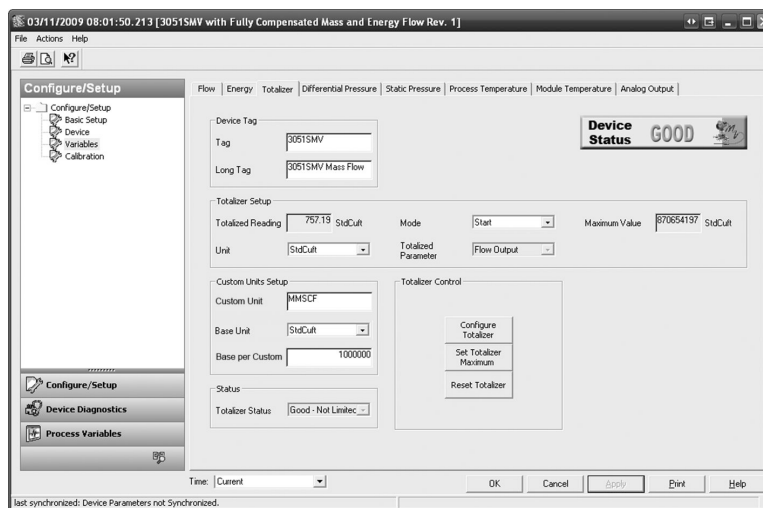 03/11/2009 08:01:50.213 [3051SMV with Fully Compensated Mass and Energy Flow Rev. 1]
File Actions Help
Configure/Setup
Configure/Setup
Basic Setup
Device
Variables
Calibration
Configure/Setup
Device Diagnostics
Process Variables
Flow Energy Totalizer Differential Pressure Static Pressure Process Temperature Module Temperature Analog Output
Device Tag
Tag 3051SMV
Long Tag 3051SMV Mass Flow
Device Status GOOD
Totalizer Setup
Totalized Reading 757.19 StdCuft Mode Start Maximum Value 870654197 StdCuft
Unit StdCuft Totalized Parameter Flow Output
Custom Units Setup
Custom Unit MMSCF
Base Unit StdCuft
Base per Custom 1000000
Totalizer Control
Configure Totalizer
Set Totalizer Maximum
Reset Totalizer
Status
Totalizer Status Good - Not Limitec
Time: Current
OK Cancel Apply Print Help
last synchronized: Device Parameters not Synchronized.